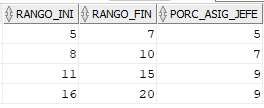 RANGO_INI RANGO_FIN PORC_ASIG_JEFE
5 7 5
8 10 7
11 15 9
16 20 9